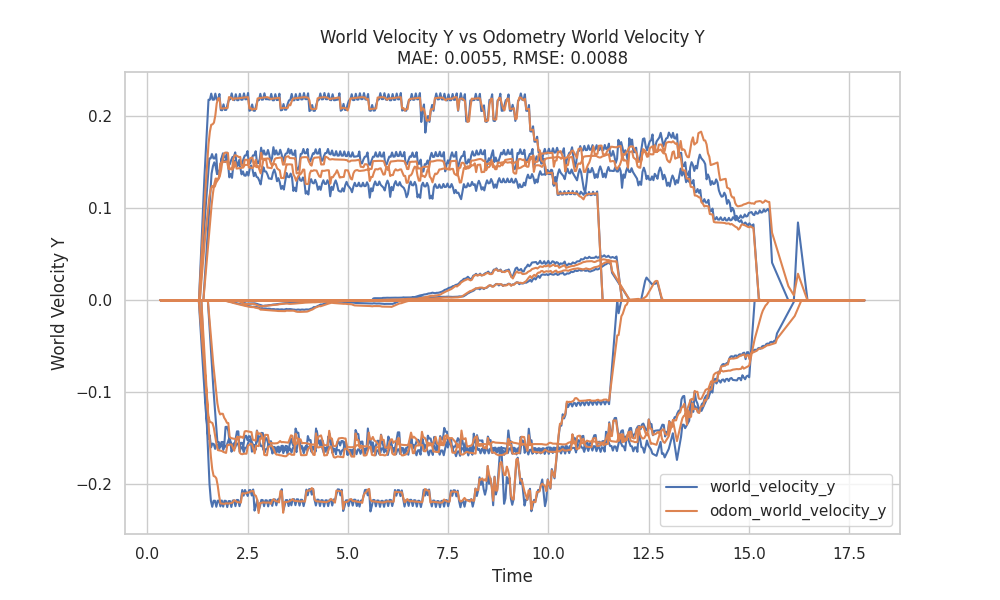 World Velocity Y vs Odometry World Velocity Y
MAE: 0.0055, RMSE: 0.0088
World Velocity Y
0.2
0.1
0.0
−0.1
−0.2
world_velocity_y
odom_world_velocity_y
0.0 2.5 5.0 7.5 10.0 12.5 15.0 17.5
Time